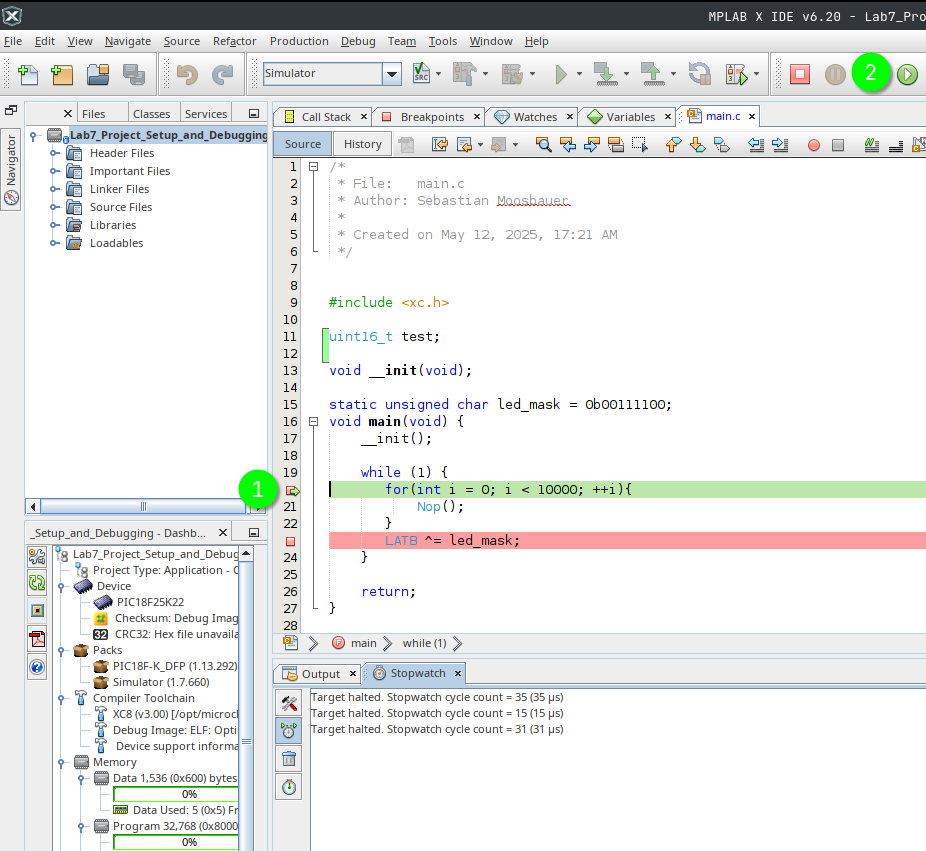 MPLAB X IDE v6.20 - Lab7_Pro
File Edit View Navigate Source Refactor Production Debug Team Tools Window Help
Simulator
SRC
2
Files Classes Services
Call Stack Breakpoints Watches Variables main.c
Navigator
Lab7_Project_Setup_and_Debugging
Header Files
Important Files
Linker Files
Source Files
Libraries
Loadables
Source History
1 /*
2 * File: main.c
3 * Author: Sebastian Moosbauer
4 *
5 * Created on May 12, 2025, 17:21 AM
6 */
7
8
9 #include <xc.h>
10
11 uint16_t test;
12
13 void __init(void);
14
15 static unsigned char led_mask = 0b00111100;
16 void main(void) {
17 __init();
18
19 while (1) {
1 for(int i = 0; i < 10000; ++i){
21 Nop();
22 }
LATB ^= led_mask;
24 }
25
26 return;
27 }
28
main while (1)
_Setup_and_Debugging - Dashb...
Lab7_Project_Setup_and_Debug
Project Type: Application - C
Device
PIC18F25K22
Checksum: Debug Imag
32 CRC32: Hex file unavaila
Packs
PIC18F-K_DFP (1.13.292)
Simulator (1.7.660)
Compiler Toolchain
XC8 (v3.00) [/opt/microch
Debug Image: ELF: Opti
Device support informa
Memory
Data 1,536 (0x600) bytes
0%
Data Used: 5 (0x5) Fr
Program 32,768 (0x8000
0%
Output Stopwatch
Target halted. Stopwatch cycle count = 35 (35 µs)
Target halted. Stopwatch cycle count = 15 (15 µs)
Target halted. Stopwatch cycle count = 31 (31 µs)